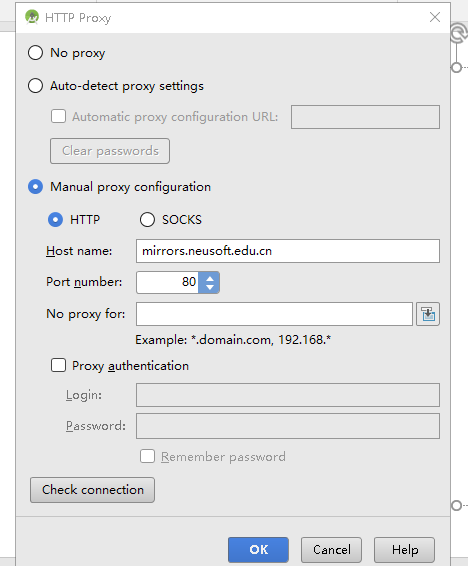 HTTP Proxy
No proxy
Auto-detect proxy settings
Automatic proxy configuration URL:
Clear passwords
Manual proxy configuration
HTTP SOCKS
Host name: mirrors.neusoft.edu.cn
Port number: 80
No proxy for:
Example: *.domain.com, 192.168.*
Proxy authentication
Login:
Password:
Remember password
Check connection
OK Cancel Help